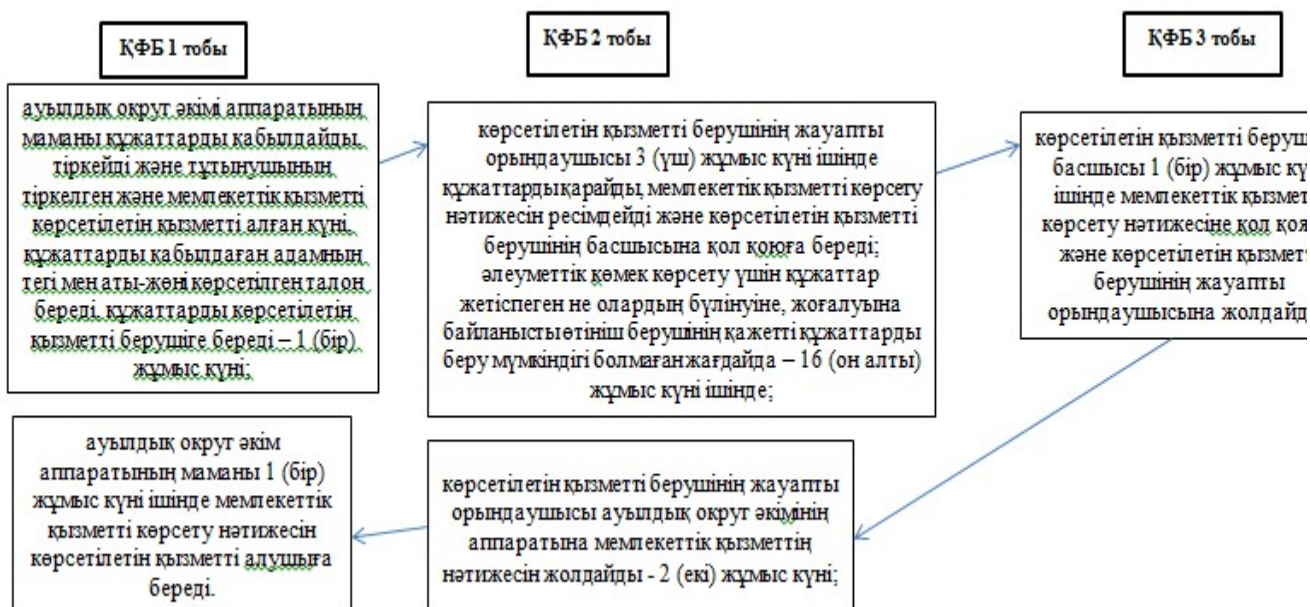 ҚФБ 1 тобы
ҚФБ 2 тобы
ҚФБ 3 тобы
ауылдық округ әкімі аппаратының
маманы құжаттарды қабылдайды,
тіркейді және тұтынушының
тіркелген және мемлекеттік қызметті
көрсетілетін қызметті алған күні,
құжаттарды қабылдаған адамның
тегі мен аты-жөні көрсетілген талон
береді, құжаттарды көрсетілетін
қызметті берушіге береді – 1 (бір)
жұмыс күні;
көрсетілетін қызметті берушінің жауапты
орындаушысы 3 (үш) жұмыс күні ішінде
құжаттарды қарайды, мемлекеттік қызметті көрсету
нәтижесін ресімдейді және көрсетілетін қызметті
берушінің басшысына қол қоюға береді;
әлеуметтік көмек көрсету үшін құжаттар
жетіспеген не олардың бүлінуіне, жоғалуына
байланысты өтініш берушінің қажетті құжаттарды
беру мүмкіндігі болмаған жағдайда – 16 (он алты)
жұмыс күні ішінде;
көрсетілетін қызметті
басшысы 1 (бір) жұмыс
ішінде мемлекеттік
көрсету нәтижесіне қол
және көрсетілетін
берушінің жауапты
орындаушысына
көрсетілетін қызметті берушінің жауапты
орындаушысы ауылдық округ әкімінің
аппаратына мемлекеттік қызметтің
нәтижесін жолдайды - 2 (екі) жұмыс күні;
ауылдық округ әкім
аппаратының маманы 1 (бір)
жұмыс күні ішінде мемлекеттік
қызметті көрсету нәтижесін
көрсетілетін қызметті алушыға
береді.